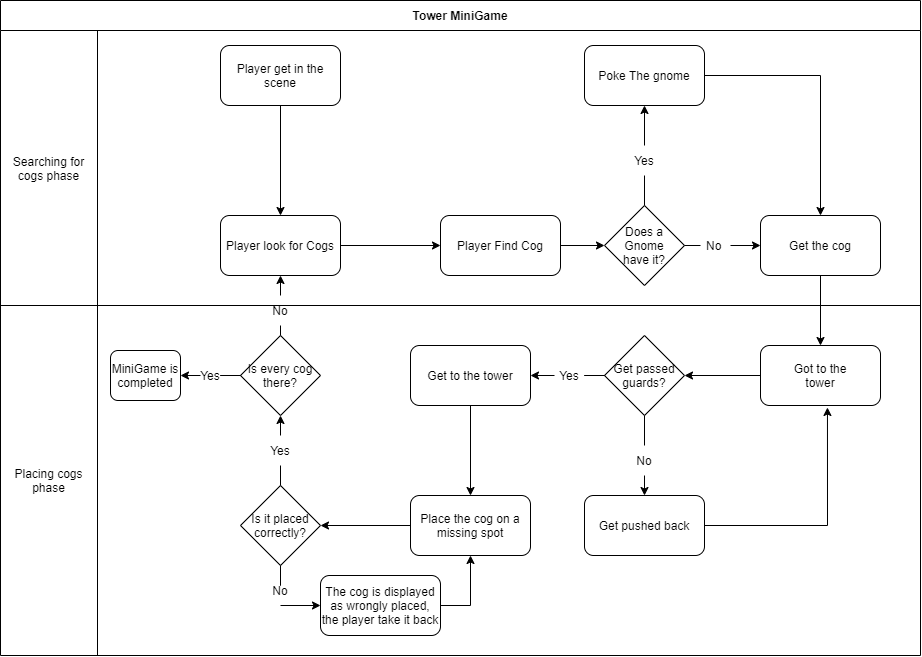 Tower MiniGame
Searching for
cogs phase
Player get in the
scene
Poke The gnome
Yes
Player look for Cogs
Player Find Cog
Does a
Gnome
have it?
No
Get the cog
Placing cogs
phase
No
MiniGame is
completed
Yes
Is every cog
there?
Get to the tower
Yes
Get passed
guards?
Got to the
tower
Yes
No
Is it placed
correctly?
Place the cog on a
missing spot
Get pushed back
No
The cog is displayed
as wrongly placed,
the player take it back